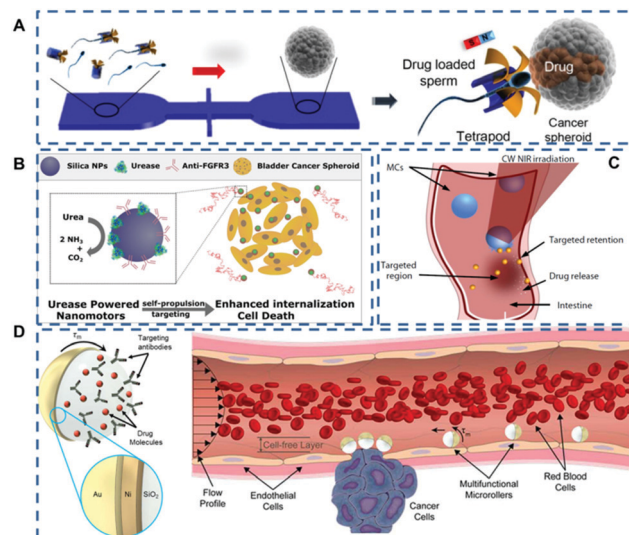 A
S N
Drug loaded
sperm
Drug
Tetrapod
Cancer
spheroid
B
Silica NPs
Urease
Anti-FGFR3
Bladder Cancer Spheroid
Urea
2 NH3
+
CO2
Urease Powered
Nanomotors
self-propulsion
targeting
Enhanced internalization
Cell Death
C
MCs
CW NIR irradiation
Targeted retention
Targeted
region
Drug release
Intestine
D
τm
Targeting
antibodies
Drug
Molecules
Au
Ni
SiO2
Cell-free Layer
τm
Flow
Profile
Endothelial
Cells
Cancer
Cells
Multifunctional
Microrollers
Red Blood
Cells